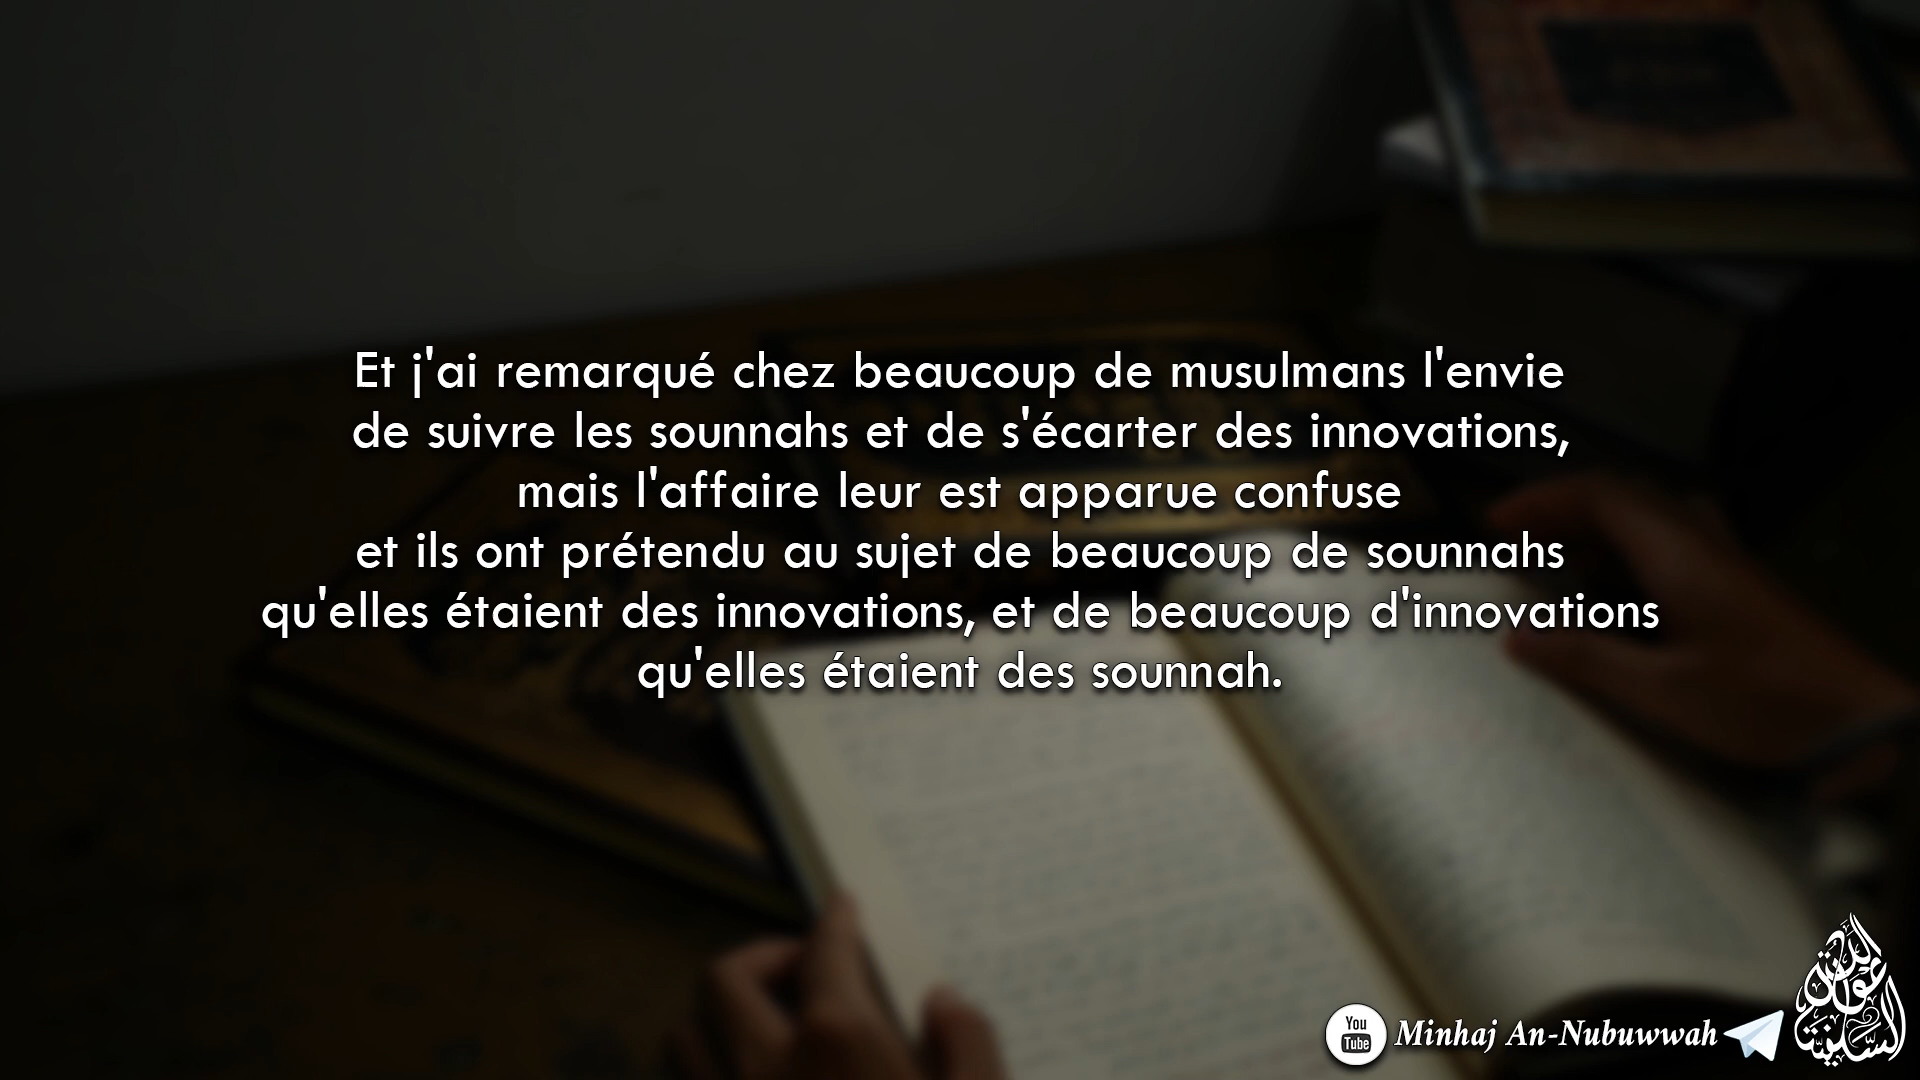 Et j'ai remarqué chez beaucoup de musulmans l'envie
de suivre les sounnahs et de s'écarter des innovations,
mais l'affaire leur est apparue confuse
et ils ont prétendu au sujet de beaucoup de sounnahs
qu'elles étaient des innovations, et de beaucoup d'innovations
qu'elles étaient des sounnah.
You
Tube
Minhaj An-Nubuwwah